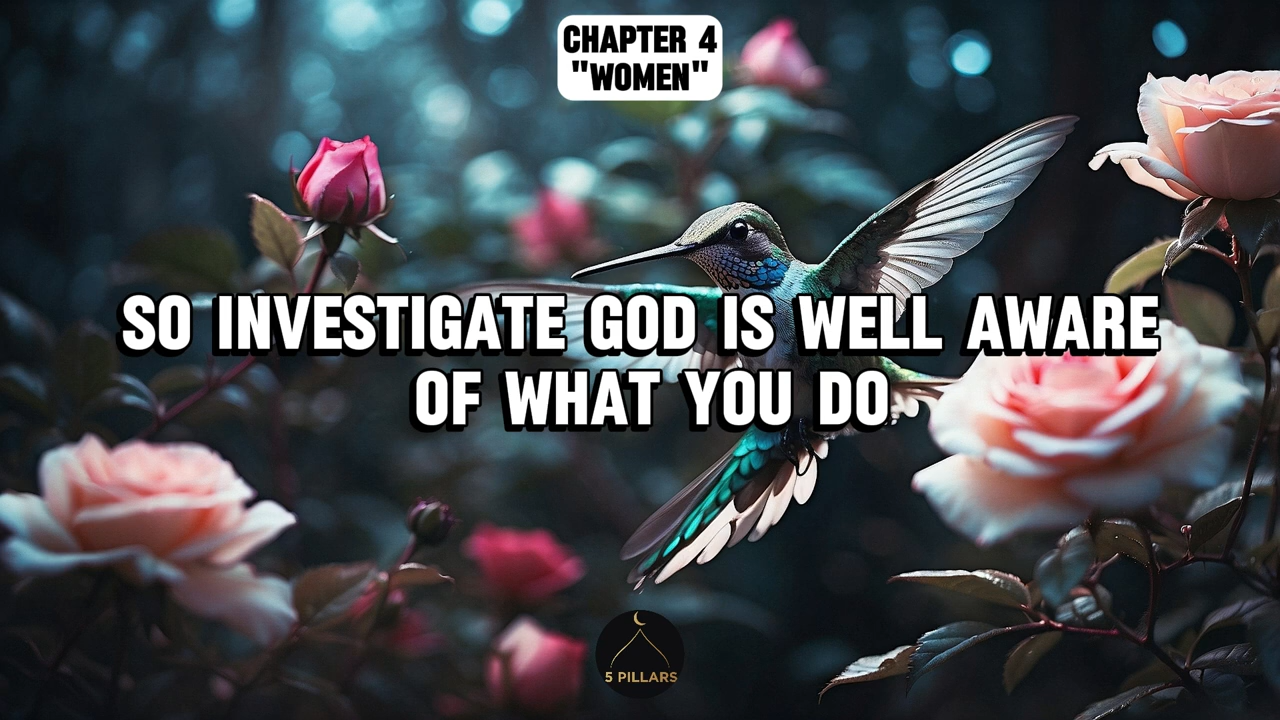 CHAPTER 4
"WOMEN"
SO INVESTIGATE GOD IS WELL AWARE
OF WHAT YOU DO
5 PILLARS